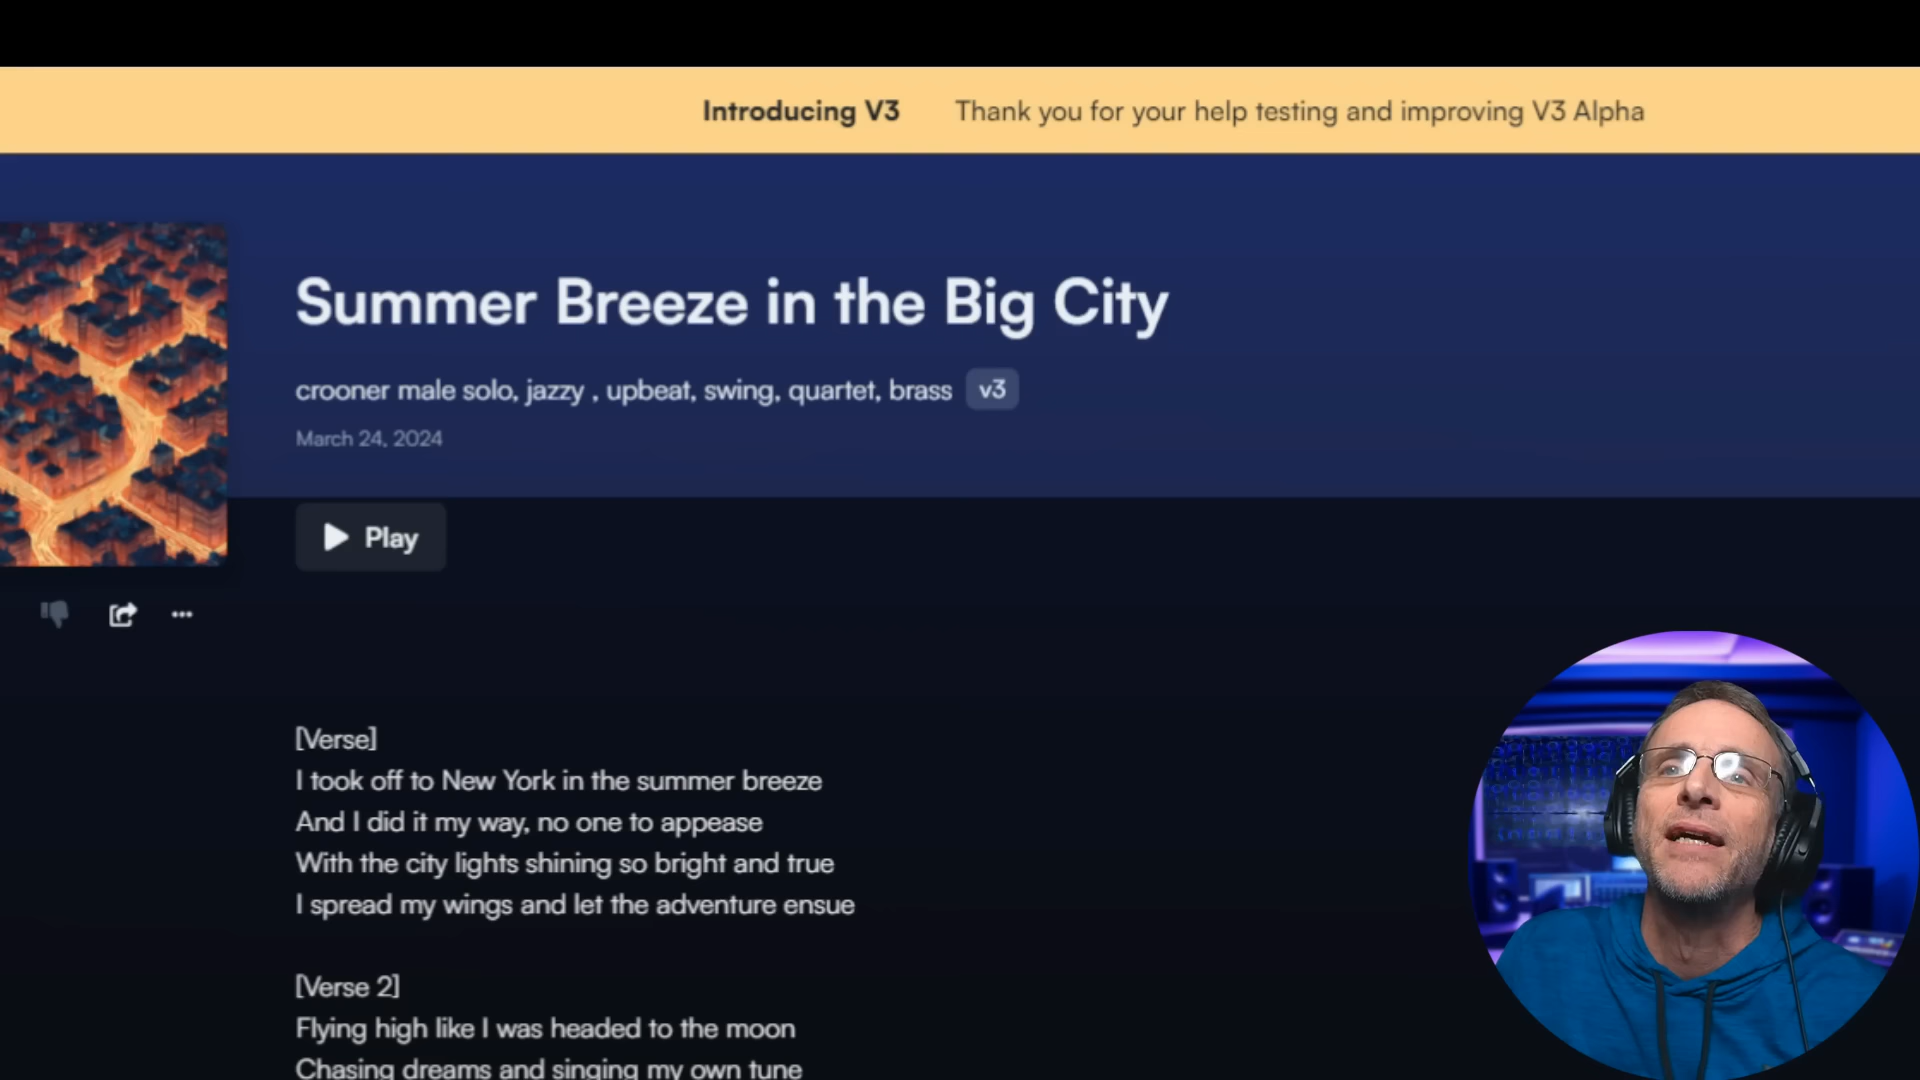 Introducing V3 Thank you for your help testing and improving V3 Alpha
Summer Breeze in the Big City
crooner male solo, jazzy , upbeat, swing, quartet, brass v3
March 24, 2024
Play
[Verse]
I took off to New York in the summer breeze
And I did it my way, no one to appease
With the city lights shining so bright and true
I spread my wings and let the adventure ensue
[Verse 2]
Flying high like I was headed to the moon
Chasing dreams and singing my own tune